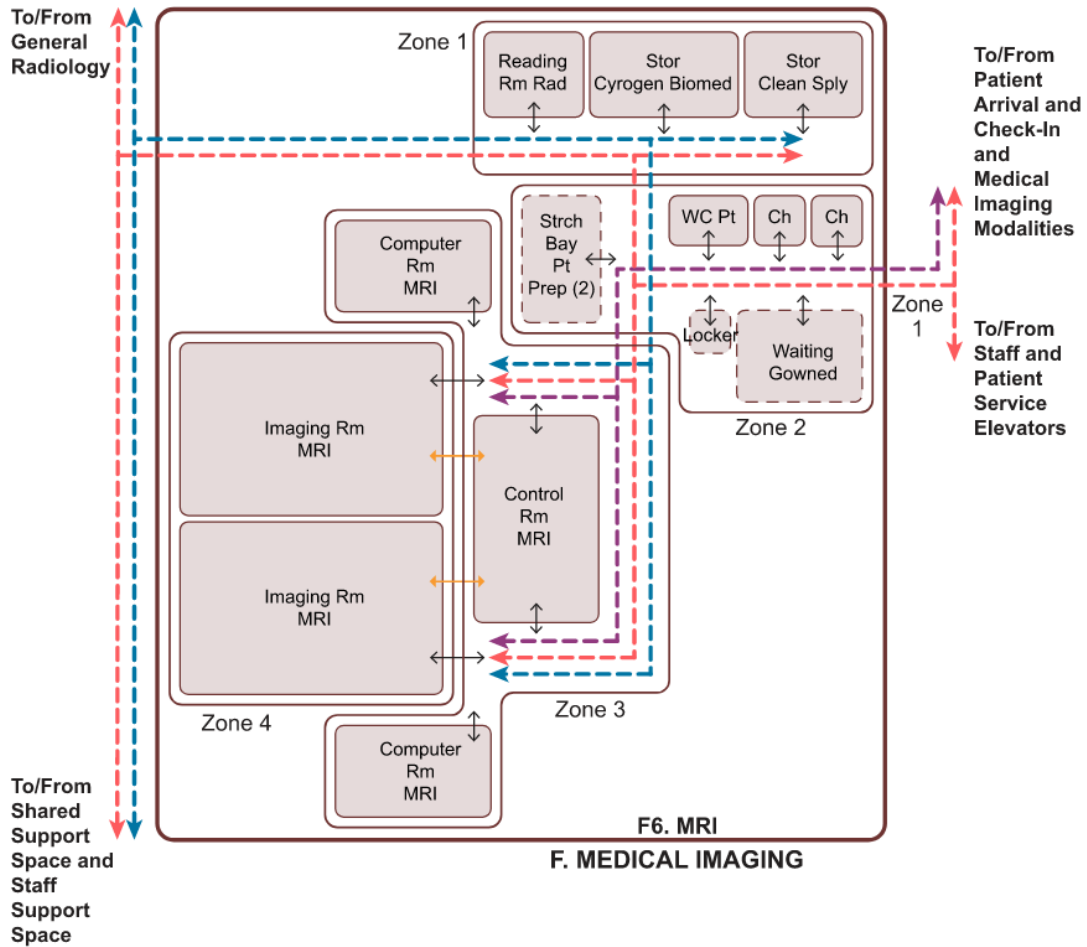 To/From
General
Radiology
Zone 1
Reading
Rm Rad
Stor
Cyrogen Biomed
Stor
Clean Sply
To/From
Patient
Arrival and
Check-In
and
Medical
Imaging
Modalities
Strch
Bay
Pt
Prep (2)
WC Pt
Ch
Ch
Computer
Rm
MRI
Zone
1
Locker
Waiting
Gowned
To/From
Staff and
Patient
Service
Elevators
Zone 2
Imaging Rm
MRI
Control
Rm
MRI
Imaging Rm
MRI
Zone 4
Zone 3
Computer
Rm
MRI
To/From
Shared
Support
Space and
Staff
Support
Space
F6. MRI
F. MEDICAL IMAGING